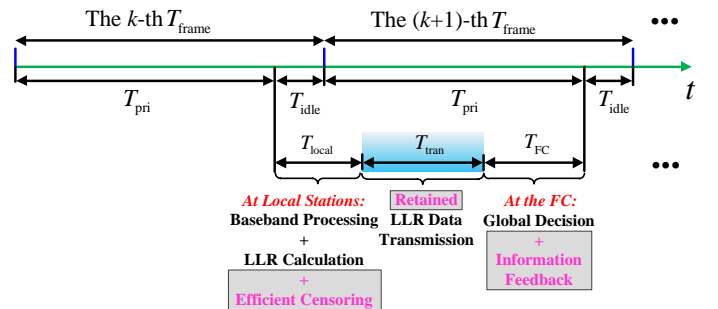 The k-th T_frame The (k+1)-th T_frame •••
T_pri T_idle T_pri T_idle t
T_local T_tran T_FC •••
At Local Stations: Retained At the FC:
Baseband Processing LLR Data Global Decision
+ Transmission +
LLR Calculation Information
+ Feedback
Efficient Censoring